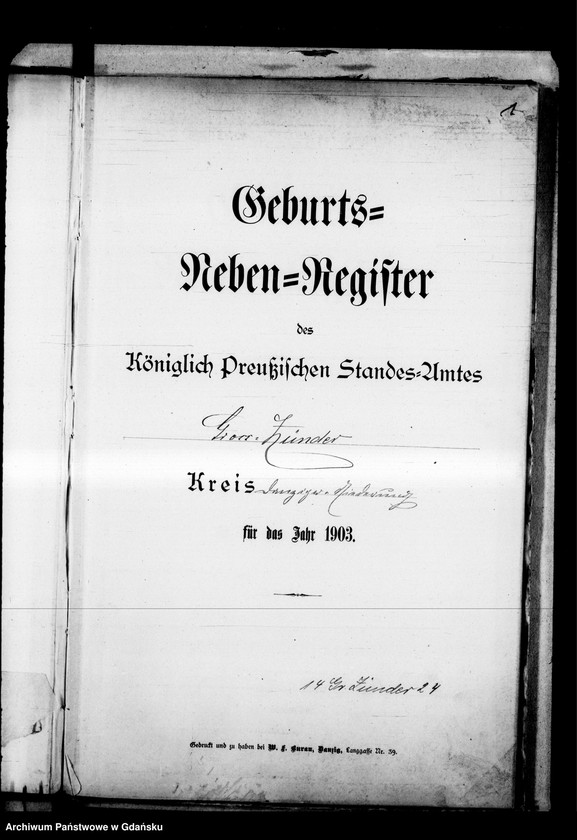 1
Geburts=
Neben=Register
des
Königlich Preußischen Standes=Amtes
Gross-Zünder
Kreis Danziger-Niederung
für das Jahr 1903.
14 Gr Zünder 24
Gedruckt und zu haben bei W. F. Burau, Danzig, Langgasse Nr. 39.
Archiwum Państwowe w Gdańsku